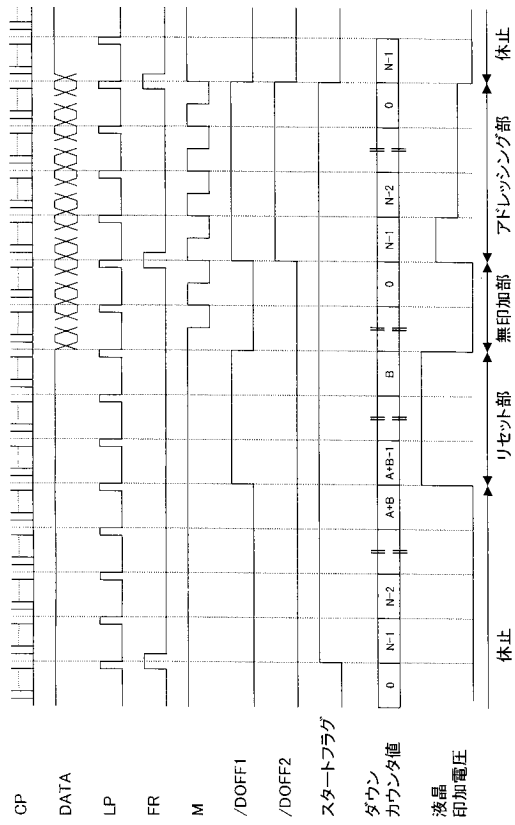 CP
DATA
LP
FR
M
/DOFF1
/DOFF2
スタートフラグ
ダウン
カウンタ値
0 N-1 N-2 A+B A+B-1 B 0 N-1 N-2 0 N-1
液晶
印加電圧
休止 リセット部 無印加部 アドレッシング部 休止